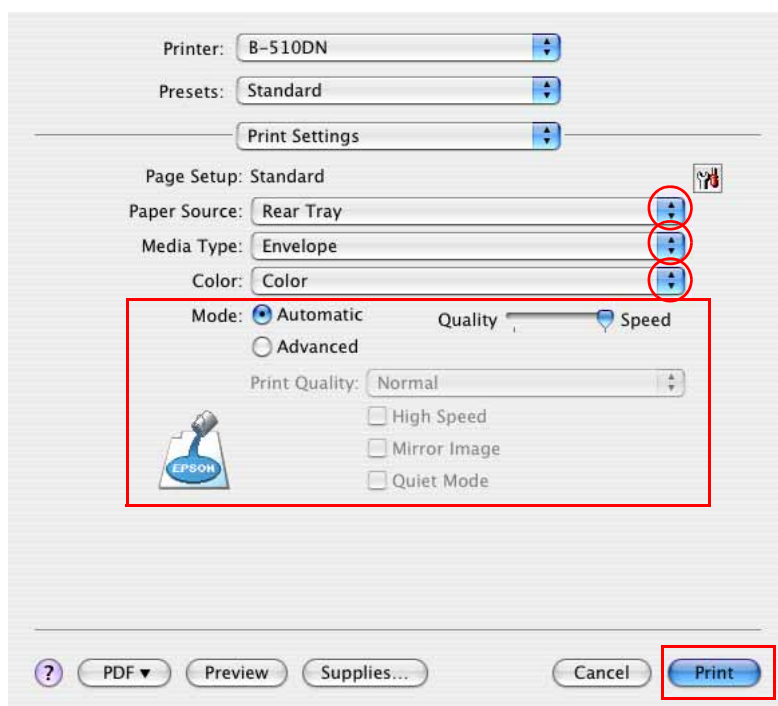 Printer: B-510DN
Presets: Standard
Print Settings
Page Setup: Standard
Paper Source: Rear Tray
Media Type: Envelope
Color: Color
Mode: Automatic Quality Speed
Advanced
Print Quality: Normal
High Speed
Mirror Image
Quiet Mode
EPSON
? PDF ▼ Preview Supplies... Cancel Print